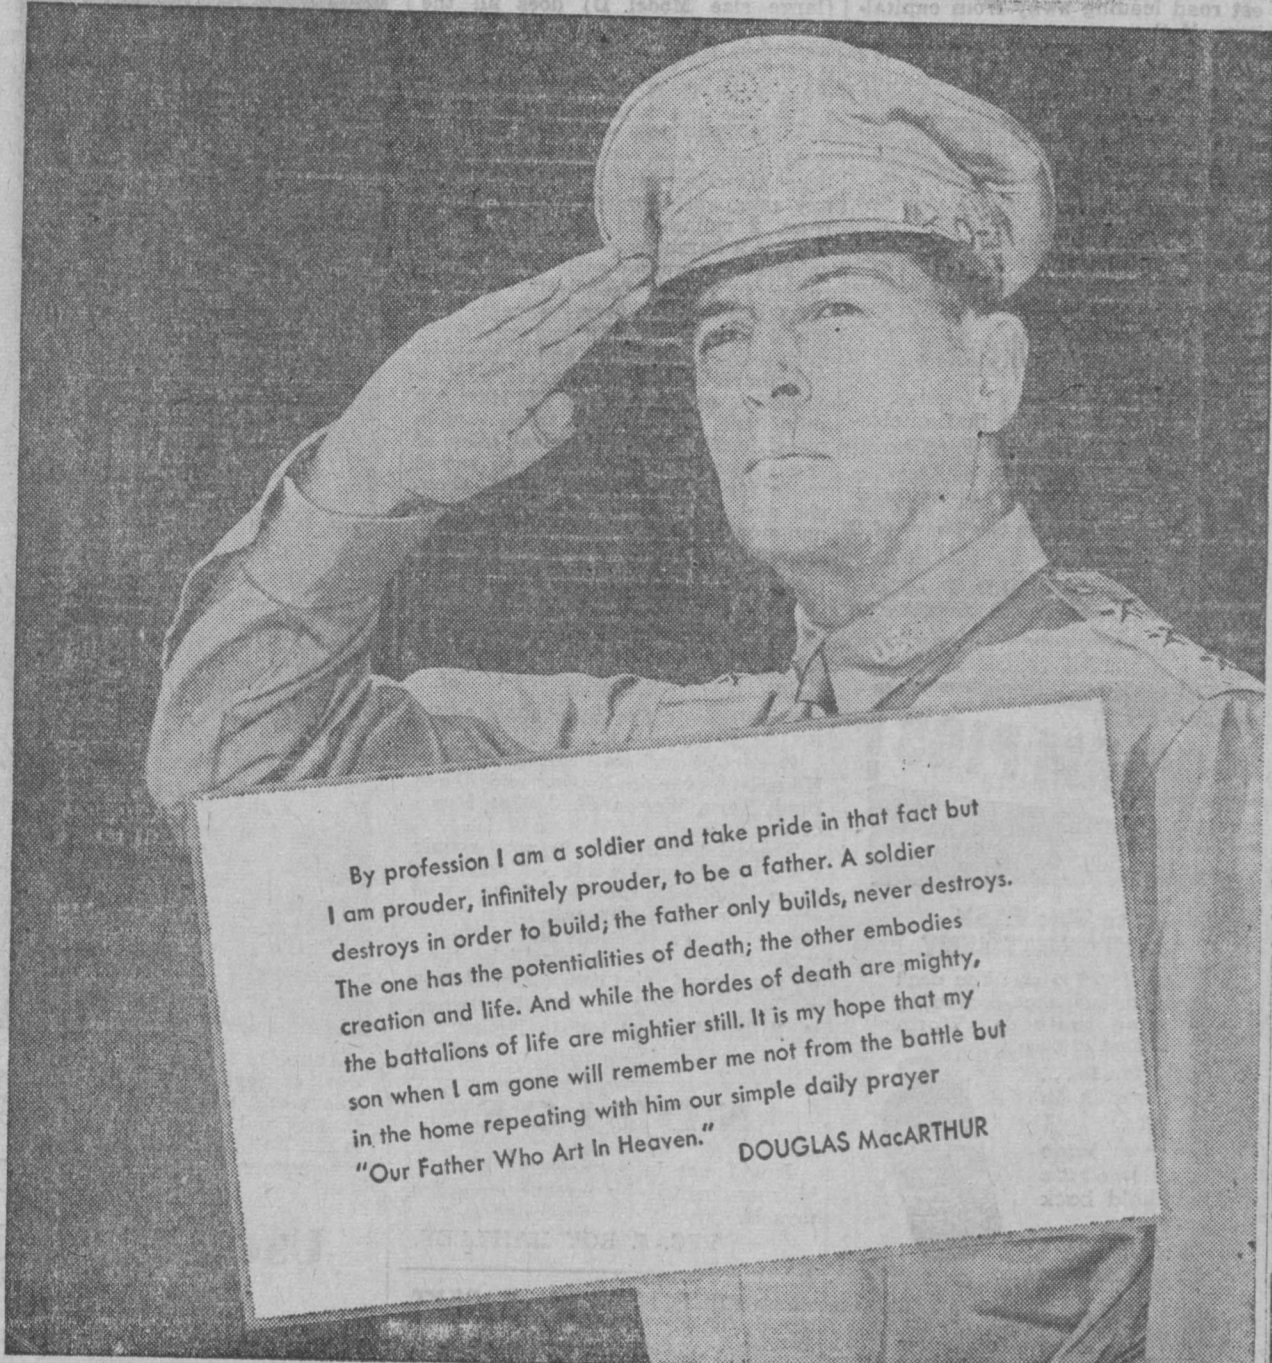 By profession I am a soldier and take pride in that fact but
I am prouder, infinitely prouder, to be a father. A soldier
destroys in order to build; the father only builds, never destroys.
The one has the potentialities of death; the other embodies
creation and life. And while the hordes of death are mighty,
the battalions of life are mightier still. It is my hope that my
son when I am gone will remember me not from the battle but
in the home repeating with him our simple daily prayer
"Our Father Who Art In Heaven."
DOUGLAS MacARTHUR